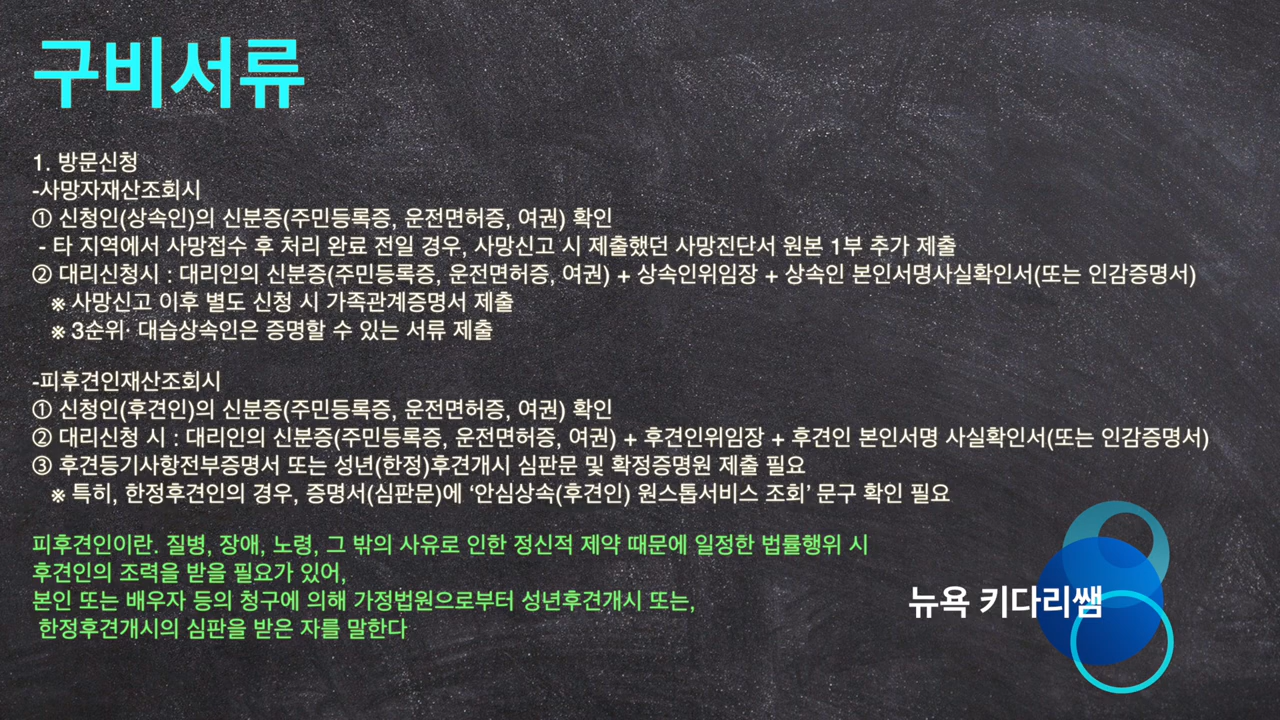 구비서류
1. 방문신청
-사망자재산조회시
① 신청인(상속인)의 신분증(주민등록증, 운전면허증, 여권) 확인
- 타 지역에서 사망접수 후 처리 완료 전일 경우, 사망신고 시 제출했던 사망진단서 원본 1부 추가 제출
② 대리신청시 : 대리인의 신분증(주민등록증, 운전면허증, 여권) + 상속인위임장 + 상속인 본인서명사실확인서(또는 인감증명서)
※ 사망신고 이후 별도 신청 시 가족관계증명서 제출
※ 3순위· 대습상속인은 증명할 수 있는 서류 제출
-피후견인재산조회시
① 신청인(후견인)의 신분증(주민등록증, 운전면허증, 여권) 확인
② 대리신청 시 : 대리인의 신분증(주민등록증, 운전면허증, 여권) + 후견인위임장 + 후견인 본인서명 사실확인서(또는 인감증명서)
③ 후견등기사항전부증명서 또는 성년(한정)후견개시 심판문 및 확정증명원 제출 필요
※ 특히, 한정후견인의 경우, 증명서(심판문)에 ‘안심상속(후견인) 원스톱서비스 조회’ 문구 확인 필요
피후견인이란. 질병, 장애, 노령, 그 밖의 사유로 인한 정신적 제약 때문에 일정한 법률행위 시
후견인의 조력을 받을 필요가 있어,
본인 또는 배우자 등의 청구에 의해 가정법원으로부터 성년후견개시 또는,
한정후견개시의 심판을 받은 자를 말한다
뉴욕 키다리쌤